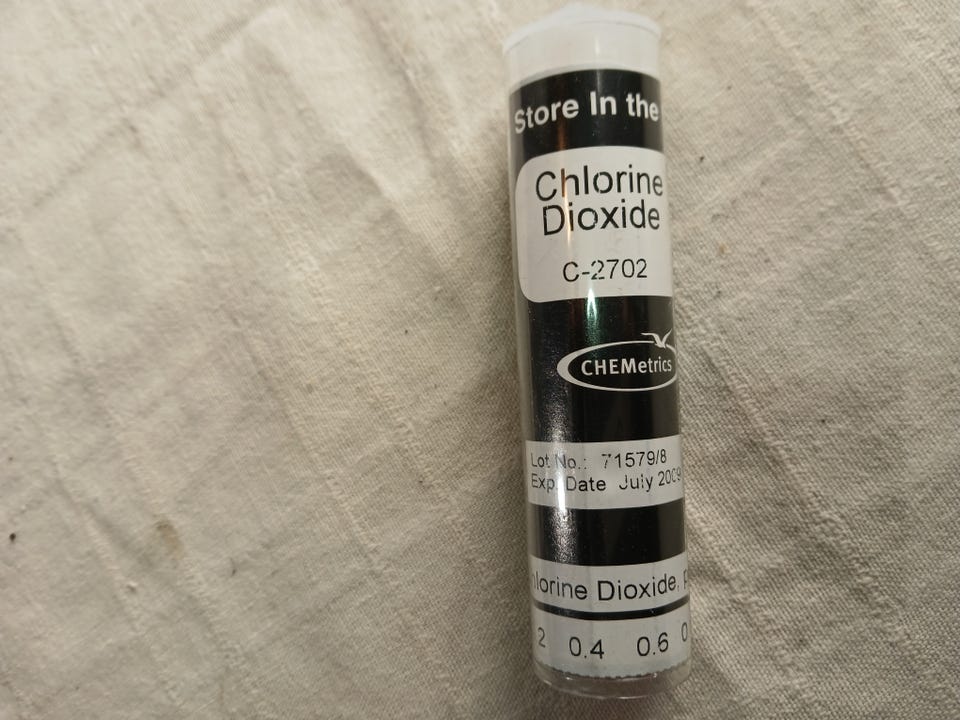 Store In the
Chlorine
Dioxide
C-2702
CHEMetrics
Lot No.: 71579/8
Exp. Date July 2009
hlorine Dioxide, p
2 0.4 0.6 0